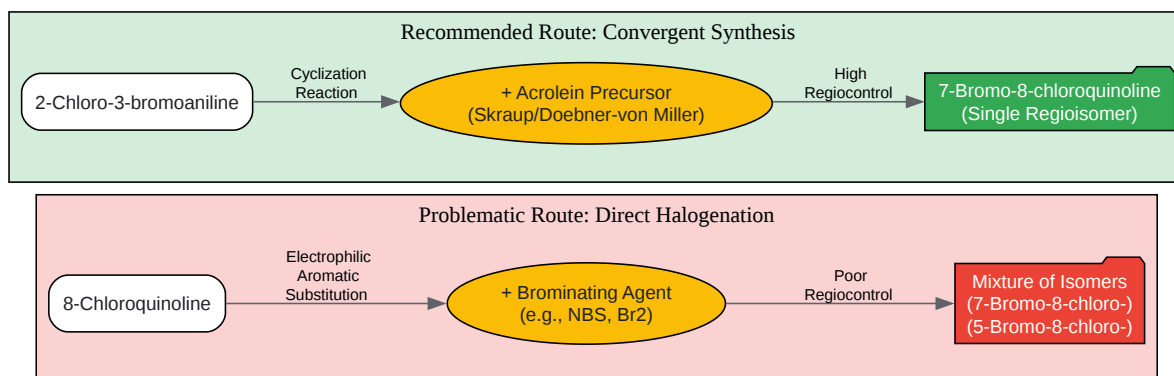 Recommended Route: Convergent Synthesis
2-Chloro-3-bromoaniline
Cyclization
Reaction
+ Acrolein Precursor
(Skraup/Doebner-von Miller)
High
Regiocontrol
7-Bromo-8-chloroquinoline
(Single Regioisomer)
Problematic Route: Direct Halogenation
8-Chloroquinoline
Electrophilic
Aromatic
Substitution
+ Brominating Agent
(e.g., NBS, Br2)
Poor
Regiocontrol
Mixture of Isomers
(7-Bromo-8-chloro-)
(5-Bromo-8-chloro-)